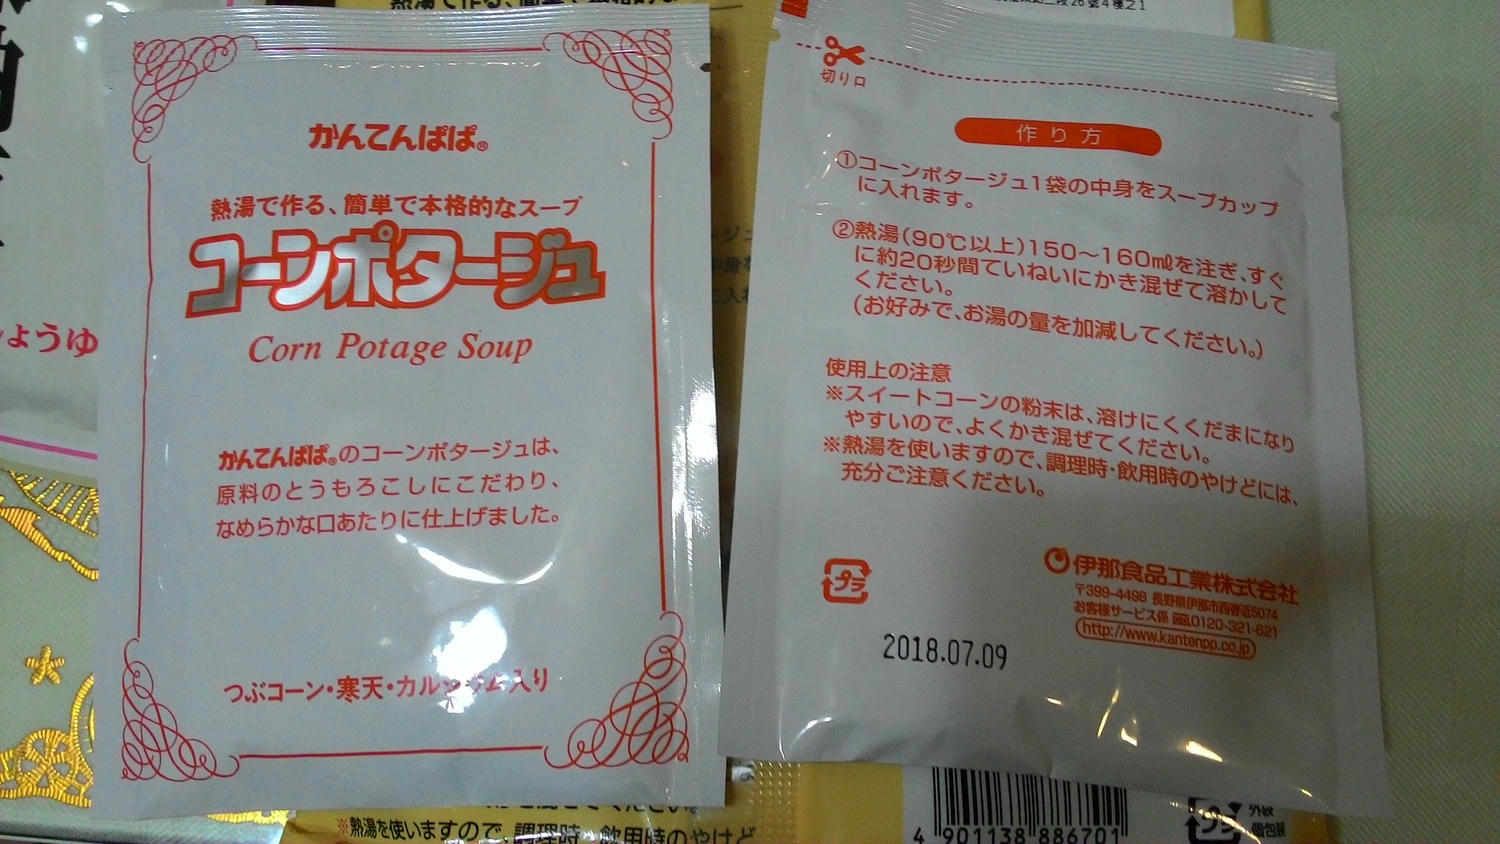 かんてんぱぱ®
熱湯で作る、簡単で本格的なスープ
コーンポタージュ
Corn Potage Soup
かんてんぱぱ®のコーンポタージュは、
原料のとうもろこしにこだわり、
なめらかな口あたりに仕上げました。
つぶコーン・寒天・カルシウム入り
切り口
作り方
①コーンポタージュ1袋の中身をスープカップ
に入れます。
②熱湯(90℃以上)150〜160mlを注ぎ、すぐ
に約20秒間ていねいにかき混ぜて溶かして
ください。
(お好みで、お湯の量を加減してください。)
使用上の注意
※スイートコーンの粉末は、溶けにくくだまになり
やすいので、よくかき混ぜてください。
※熱湯を使いますので、調理時・飲用時のやけどには、
充分ご注意ください。
プラ
伊那食品工業株式会社
〒399-4498 長野県伊那市西春近5074
お客様サービス係 0120-321-621
http://www.kantenpp.co.jp
2018.07.09
しょうゆ
※熱湯を使いますので、調理時・飲用時のやけど
4 901138 886701
プラ
外袋
個包装